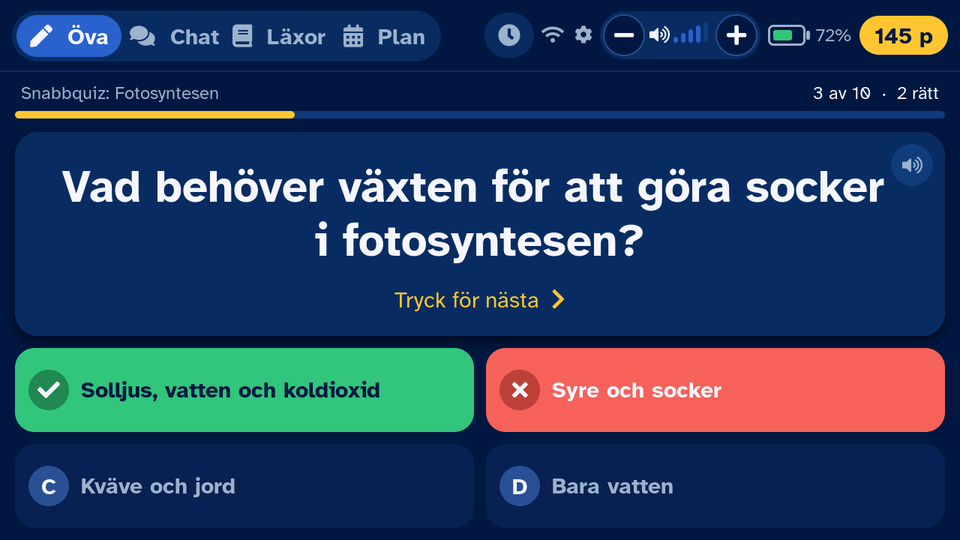 Öva Chat Läxor Plan 72% 145 p
Snabbquiz: Fotosyntesen 3 av 10 · 2 rätt
Vad behöver växten för att göra socker
i fotosyntesen?
Tryck för nästa
Solljus, vatten och koldioxid
Syre och socker
C Kväve och jord
D Bara vatten